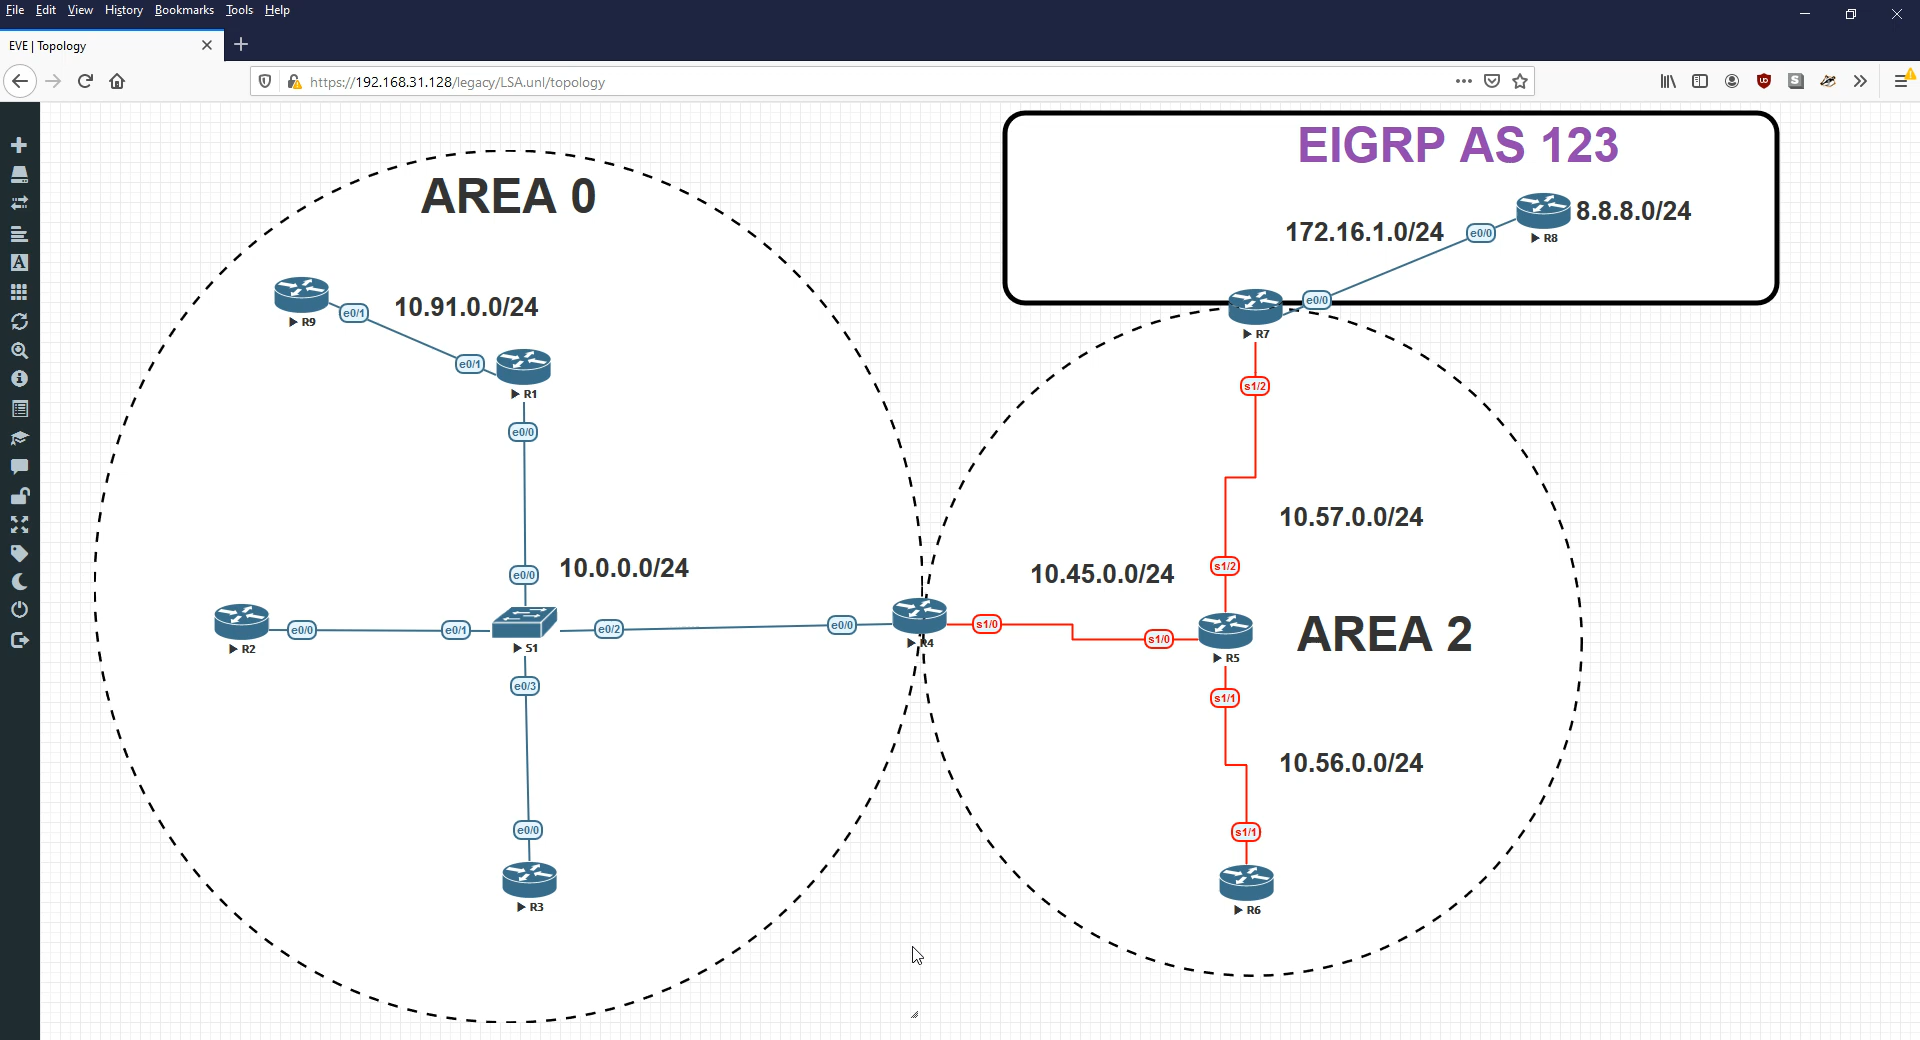 File Edit View History Bookmarks Tools Help
EVE | Topology
https://192.168.31.128/legacy/LSA.unl/topology
EIGRP AS 123
AREA 0
172.16.1.0/24
e0/0
8.8.8.0/24
R8
R9
e0/1
10.91.0.0/24
e0/0
R7
e0/1
R1
s1/2
e0/0
10.57.0.0/24
10.0.0.0/24
e0/0
10.45.0.0/24
s1/2
R2
e0/0
e0/1
S1
e0/2
e0/0
R4
s1/0
s1/0
R5
AREA 2
e0/3
s1/1
10.56.0.0/24
e0/0
s1/1
R3
R6